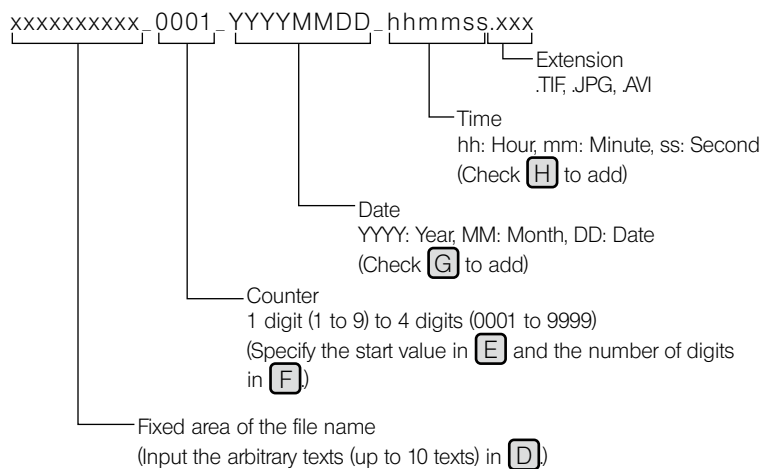 xxxxxxxxxx_0001_YYYYMMDD_hhmmss.xxx
Extension
.TIF, .JPG, .AVI
Time
hh: Hour, mm: Minute, ss: Second
(Check H to add)
Date
YYYY: Year, MM: Month, DD: Date
(Check G to add)
Counter
1 digit (1 to 9) to 4 digits (0001 to 9999)
(Specify the start value in E and the number of digits
in F.)
Fixed area of the file name
(Input the arbitrary texts (up to 10 texts) in D.)